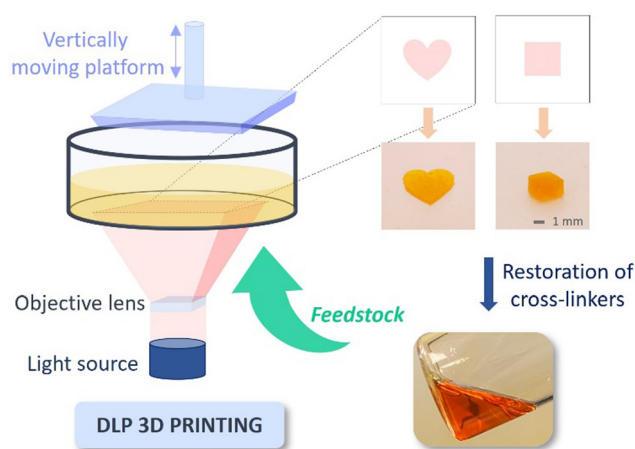 Vertically
moving platform
1 mm
Restoration of
cross-linkers
Objective lens
Feedstock
Light source
DLP 3D PRINTING